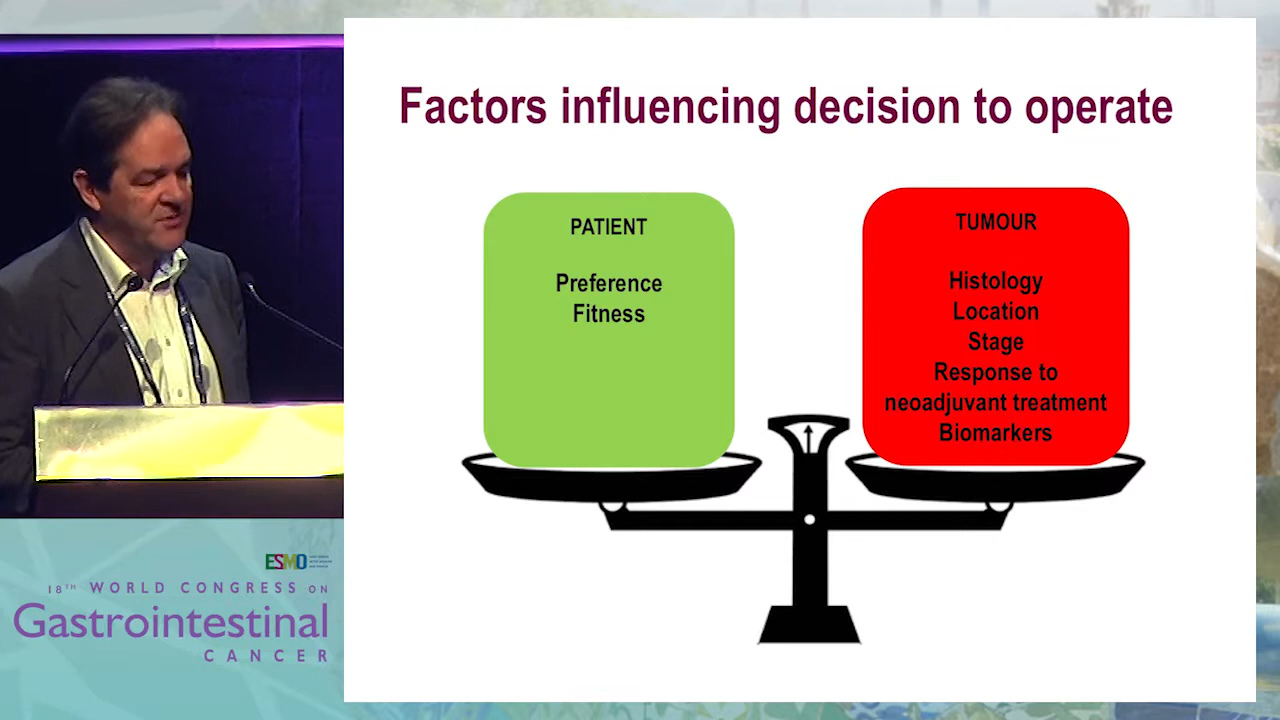 Factors influencing decision to operate
PATIENT
Preference
Fitness
TUMOUR
Histology
Location
Stage
Response to
neoadjuvant treatment
Biomarkers
ESMO
18TH WORLD CONGRESS ON
Gastrointestinal
CANCER